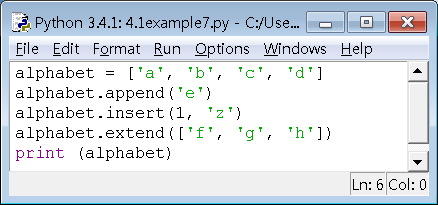 Python 3.4.1: 4.1example7.py - C:/Use...
File Edit Format Run Options Windows Help
alphabet = ['a', 'b', 'c', 'd']
alphabet.append('e')
alphabet.insert(1, 'z')
alphabet.extend(['f', 'g', 'h'])
print (alphabet)
Ln: 6 Col: 0